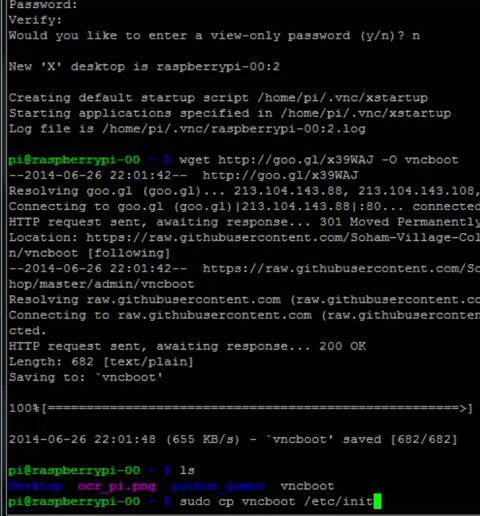 Password:
Verify:
Would you like to enter a view-only password (y/n)? n
New 'X' desktop is raspberrypi-00:2
Creating default startup script /home/pi/.vnc/xstartup
Starting applications specified in /home/pi/.vnc/xstartup
Log file is /home/pi/.vnc/raspberrypi-00:2.log
pi@raspberrypi-00 ~ $ wget http://goo.gl/x39WAJ -O vncboot
--2014-06-26 22:01:42--  http://goo.gl/x39WAJ
Resolving goo.gl (goo.gl)... 213.104.143.88, 213.104.143.108,
Connecting to goo.gl (goo.gl)|213.104.143.88|:80... connected
HTTP request sent, awaiting response... 301 Moved Permanently
Location: https://raw.githubusercontent.com/Soham-Village-Col
n/vncboot [following]
--2014-06-26 22:01:42--  https://raw.githubusercontent.com/So
hop/master/admin/vncboot
Resolving raw.githubusercontent.com (raw.githubusercontent.co
Connecting to raw.githubusercontent.com (raw.githubusercontent
cted.
HTTP request sent, awaiting response... 200 OK
Length: 682 [text/plain]
Saving to: `vncboot'
100%[=====================================================>]
2014-06-26 22:01:48 (655 KB/s) - `vncboot' saved [682/682]
pi@raspberrypi-00 ~ $ ls
Desktop  ocr_pi.png  python_games  vncboot
pi@raspberrypi-00 ~ $ sudo cp vncboot /etc/init